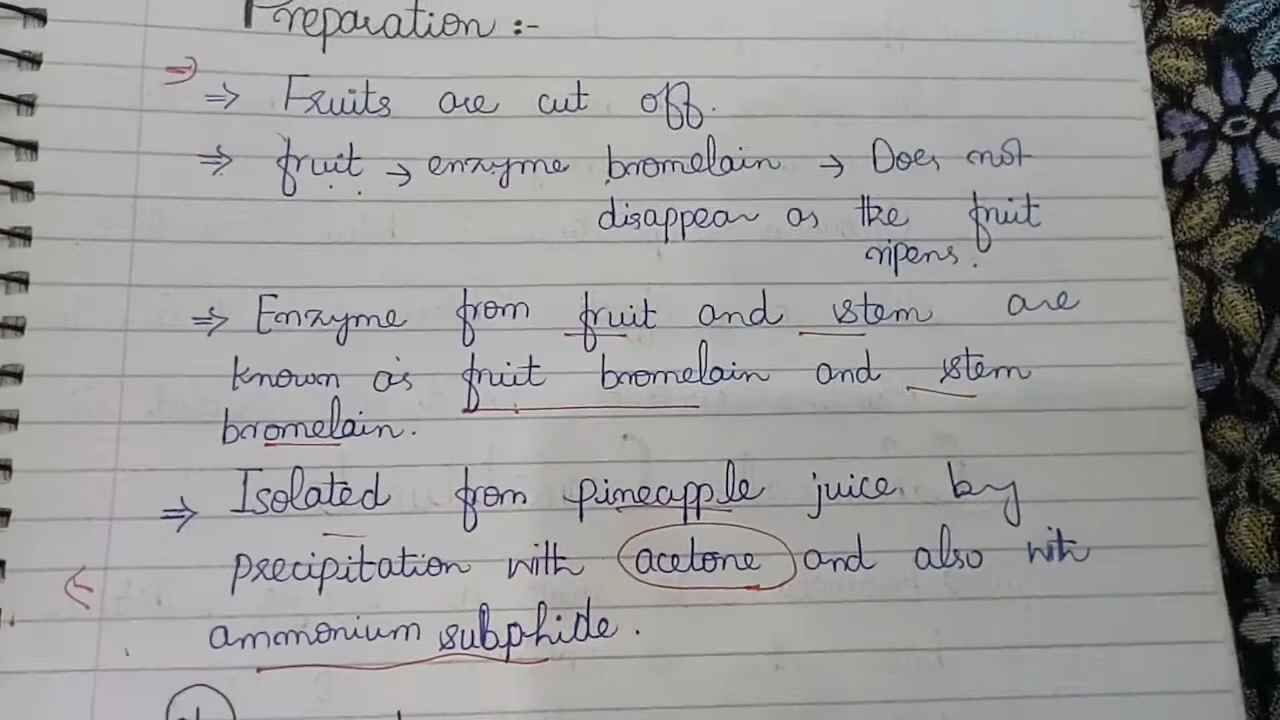 Preparation :-
⇒ Fruits are cut off.
⇒ fruit → enzyme bromelain → Does not
disappear as the fruit
ripens.
⇒ Enzyme from fruit and stem are
known as fruit bromelain and stem
bromelain.
⇒ Isolated from pineapple juice by
precipitation with acetone and also with
ammonium sulphide.